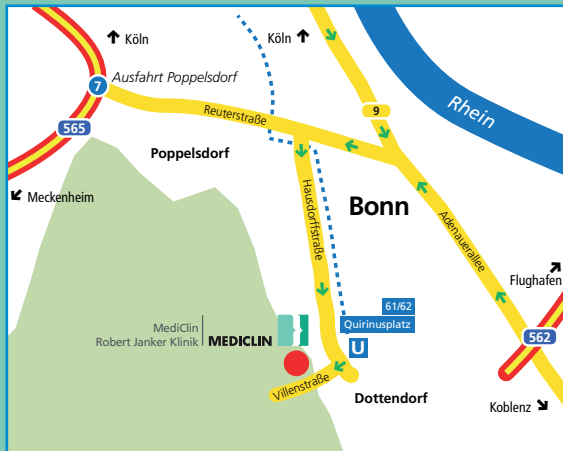 Köln
Köln
7
Ausfahrt Poppelsdorf
Reuterstraße
9
Rhein
565
Poppelsdorf
Meckenheim
Hausdorffstraße
Bonn
Adenauerallee
Flughafen
61/62
Quirinusplatz
U
MediClin
Robert Janker Klinik
MEDICLIN
562
Villenstraße
Dottendorf
Koblenz